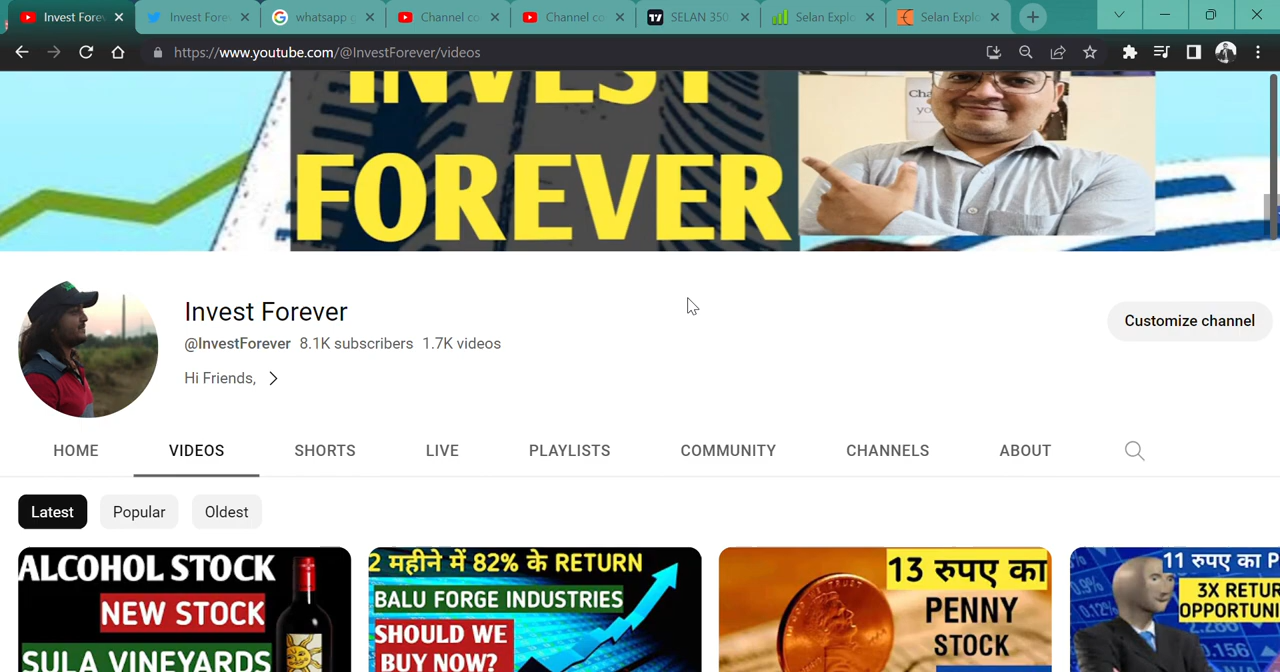 Invest Fore
Invest Fore
whatsapp
Channel co
Channel co
SELAN 350
Selan Explo
Selan Explo
https://www.youtube.com/@InvestForever/videos
INVEST
FOREVER
Invest Forever
@InvestForever 8.1K subscribers 1.7K videos
Hi Friends,
Customize channel
HOME VIDEOS SHORTS LIVE PLAYLISTS COMMUNITY CHANNELS ABOUT
Latest Popular Oldest
ALCOHOL STOCK
NEW STOCK
SULA VINEYARDS
2 महीने में 82% के RETURN
BALU FORGE INDUSTRIES
SHOULD WE
BUY NOW?
13 रुपए का
PENNY
STOCK
11 रुपए का P
3X RETUR
OPPORTUNI